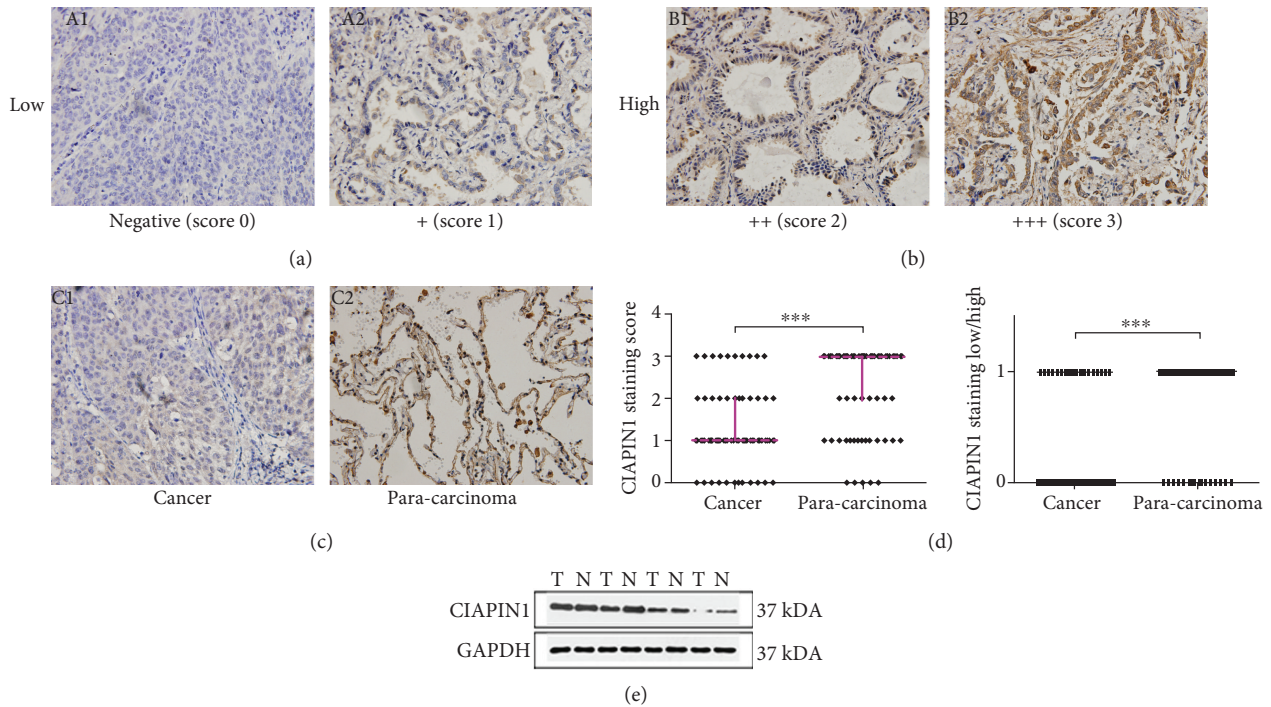 A1
A2
B1
B2
Low
High
Negative (score 0)
+ (score 1)
++ (score 2)
+++ (score 3)
(a)
(b)
C1
C2
Cancer
Para-carcinoma
(c)
CIAPIN1 staining score
4
3
2
1
0
***
Cancer
Para-carcinoma
CIAPIN1 staining low/high
1
0
***
Cancer
Para-carcinoma
(d)
T N T N T N T N
CIAPIN1
37 kDA
GAPDH
37 kDA
(e)